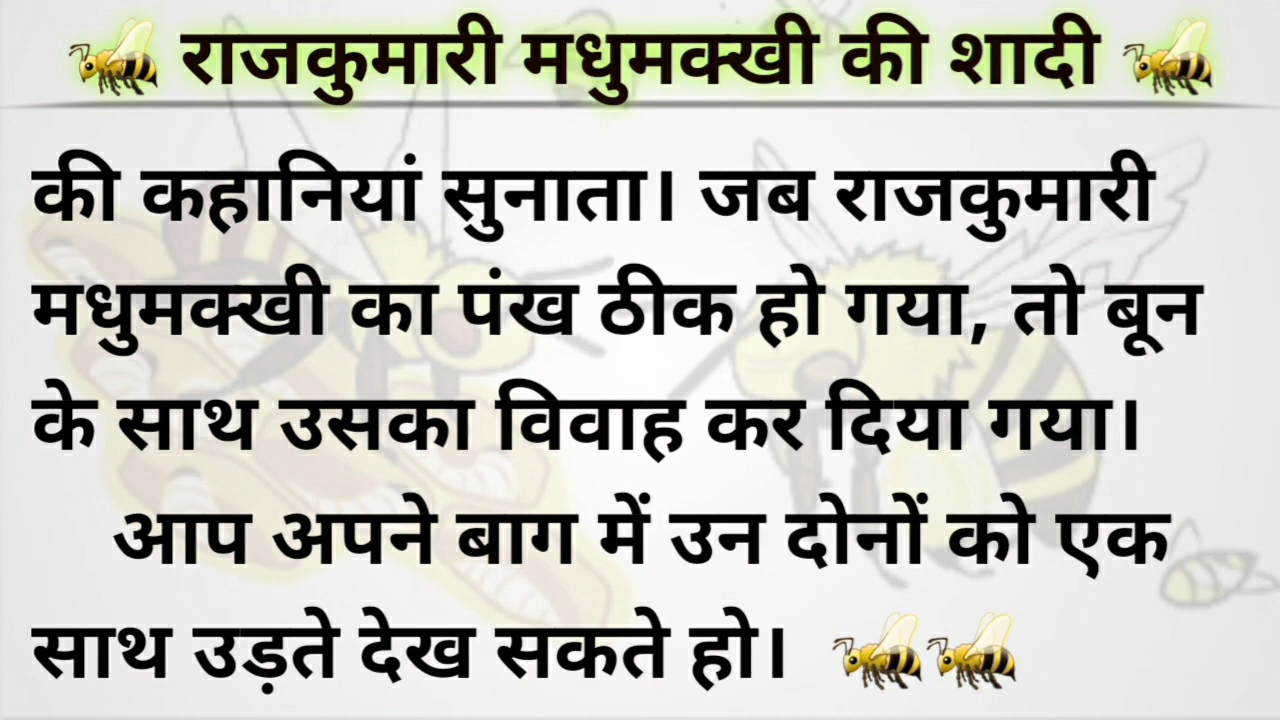 🐝 राजकुमारी मधुमक्खी की शादी 🐝
की कहानियां सुनाता। जब राजकुमारी
मधुमक्खी का पंख ठीक हो गया, तो बून
के साथ उसका विवाह कर दिया गया।
आप अपने बाग में उन दोनों को एक
साथ उड़ते देख सकते हो। 🐝🐝